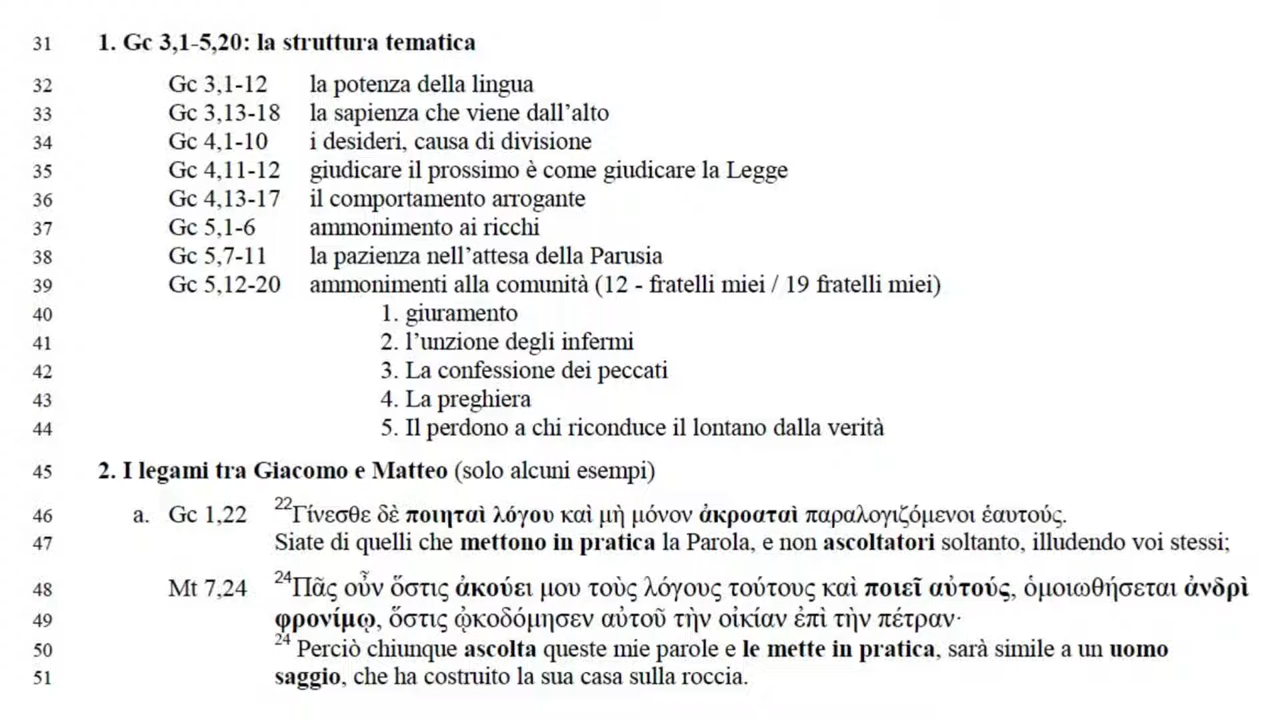 31 1. Gc 3,1-5,20: la struttura tematica
32 Gc 3,1-12 la potenza della lingua
33 Gc 3,13-18 la sapienza che viene dall’alto
34 Gc 4,1-10 i desideri, causa di divisione
35 Gc 4,11-12 giudicare il prossimo è come giudicare la Legge
36 Gc 4,13-17 il comportamento arrogante
37 Gc 5,1-6 ammonimento ai ricchi
38 Gc 5,7-11 la pazienza nell’attesa della Parusia
39 Gc 5,12-20 ammonimenti alla comunità (12 - fratelli miei / 19 fratelli miei)
40 1. giuramento
41 2. l’unzione degli infermi
42 3. La confessione dei peccati
43 4. La preghiera
44 5. Il perdono a chi riconduce il lontano dalla verità
45 2. I legami tra Giacomo e Matteo (solo alcuni esempi)
46 a. Gc 1,22 22Γίνεσθε δὲ ποιηταὶ λόγου καὶ μὴ μόνον ἀκροαταὶ παραλογιζόμενοι ἑαυτούς.
47 Siate di quelli che mettono in pratica la Parola, e non ascoltatori soltanto, illudendo voi stessi;
48 Mt 7,24 24Πᾶς οὖν ὅστις ἀκούει μου τοὺς λόγους τούτους καὶ ποιεῖ αὐτούς, ὁμοιωθήσεται ἀνδρὶ
49 φρονίμῳ, ὅστις ᾠκοδόμησεν αὐτοῦ τὴν οἰκίαν ἐπὶ τὴν πέτραν·
50 24 Perciò chiunque ascolta queste mie parole e le mette in pratica, sarà simile a un uomo
51 saggio, che ha costruito la sua casa sulla roccia.